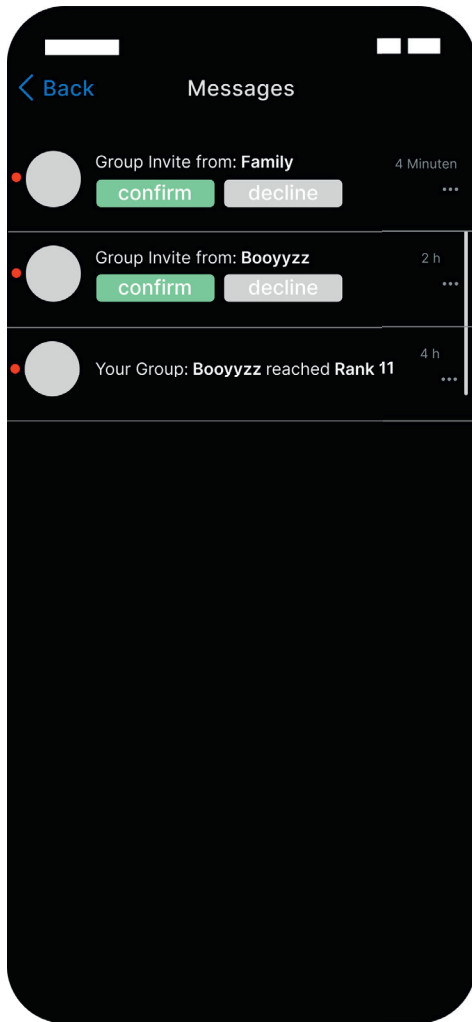 Back Messages
Group Invite from: Family 4 Minuten
confirm decline
Group Invite from: Booyyzz 2 h
confirm decline
Your Group: Booyyzz reached Rank 11 4 h